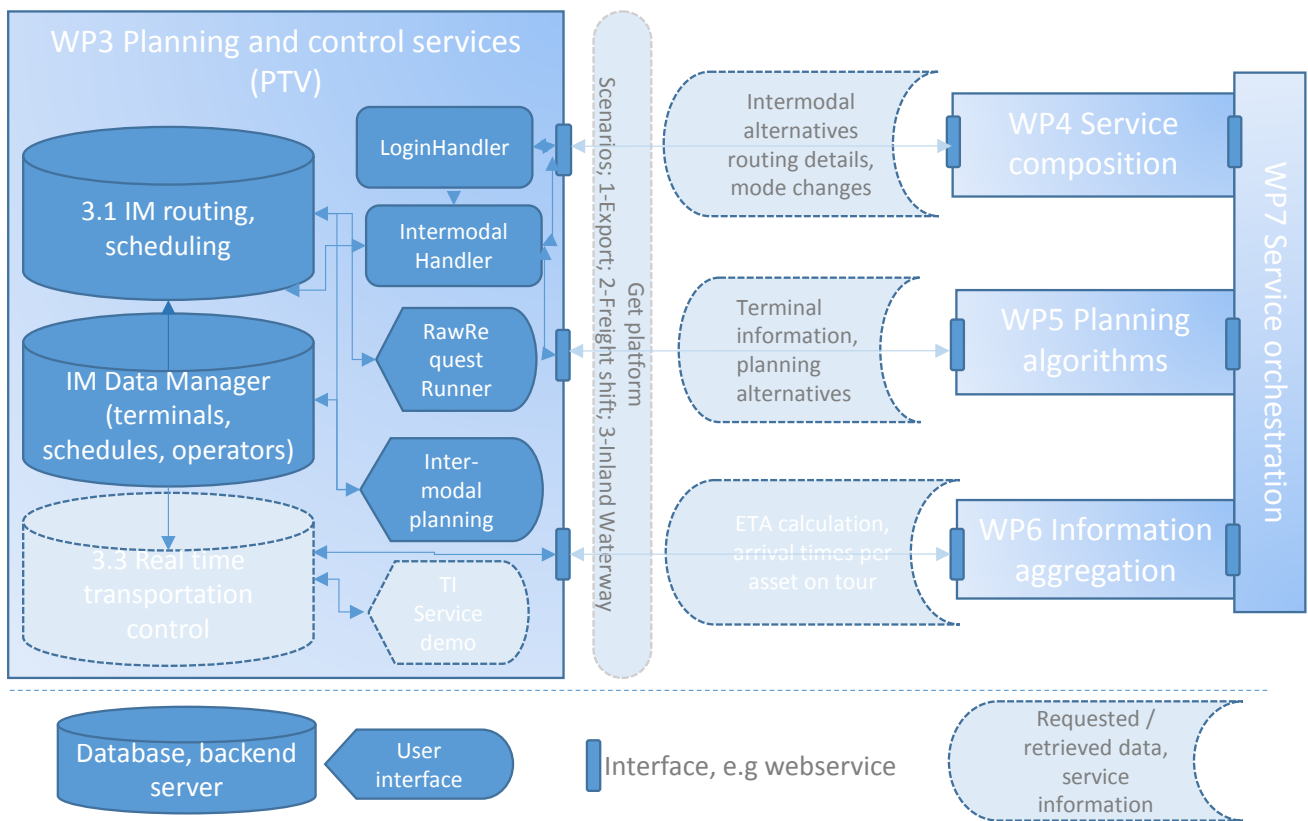 WP3 Planning and control services
(PTV)
LoginHandler
3.1 IM routing,
scheduling
Intermodal
Handler
RawRe
quest
Runner
IM Data Manager
(terminals,
schedules, operators)
Inter-
modal
planning
3.3 Real time
transportation
control
TI
Service
demo
Get platform
Scenarios; 1-Export; 2-Freight shift; 3-Inland Waterway
Intermodal
alternatives
routing details,
mode changes
Terminal
information,
planning
alternatives
ETA calculation,
arrival times per
asset on tour
WP4 Service
composition
WP5 Planning
algorithms
WP6 Information
aggregation
WP7 Service orchestration
Database, backend
server
User
interface
Interface, e.g webservice
Requested /
retrieved data,
service
information